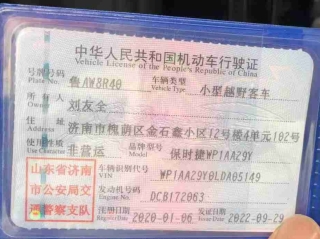 中华人民共和国机动车行驶证
Vehicle License of the People's Republic of China
号牌号码 鲁AW8R40 车辆类型 小型越野客车
Plate No. Vehicle Type
所有人 刘友全
Owner
住址 济南市槐荫区金石鑫小区12号楼4单元102号
Address
使用性质 非营运 品牌型号 保时捷WP1AA29Y
Model
山东省济南 车辆识别代号 WP1AA29Y0LDA05149
VIN
市公安局交 发动机号码 DCB172063
Engine No.
通警察支队 注册日期 2020-01-06 发证日期 2022-09-29
Register Date Issue Date